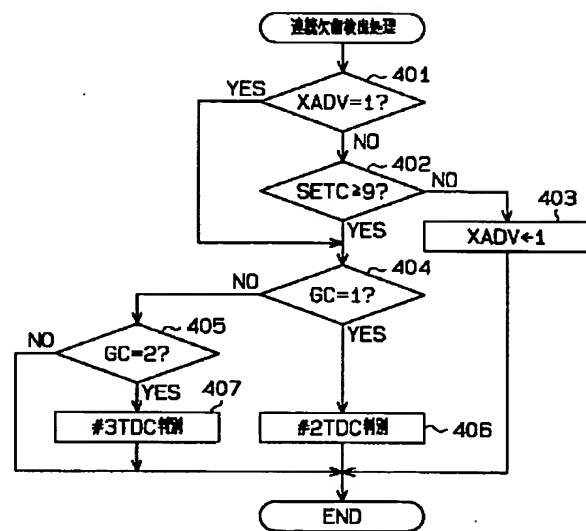 連続欠歯検出処理
401
YES
XADV=1?
NO
402
SETC≧9?
NO
403
YES
XADV←1
404
NO
GC=1?
405
NO
GC=2?
YES
YES
407
#3TDC判別
#2TDC判別
406
END